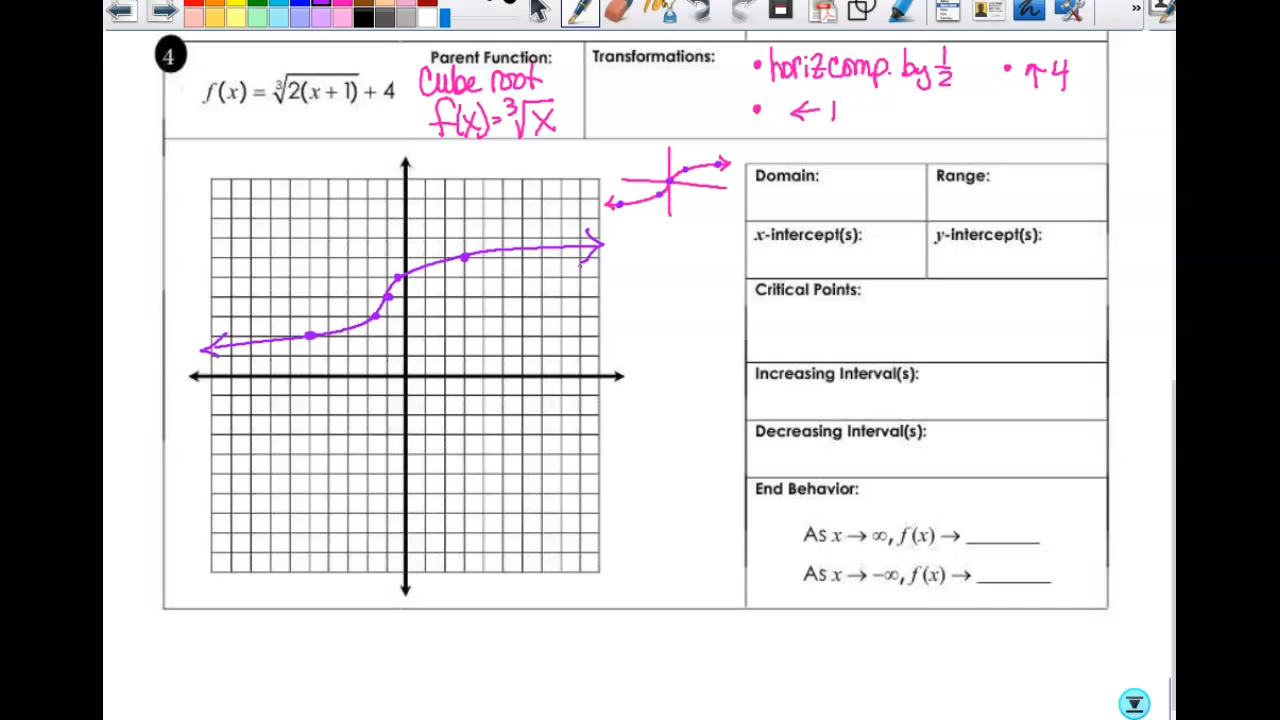 4
Parent Function:
Transformations:
f(x) = ∛2(x + 1) + 4
Cube root
f(x) = ³√x
• horiz comp. by 1/2
• ↑ 4
• ← 1
Domain:
Range:
x-intercept(s):
y-intercept(s):
Critical Points:
Increasing Interval(s):
Decreasing Interval(s):
End Behavior:
As x → ∞, f(x) → ________
As x → −∞, f(x) → ________